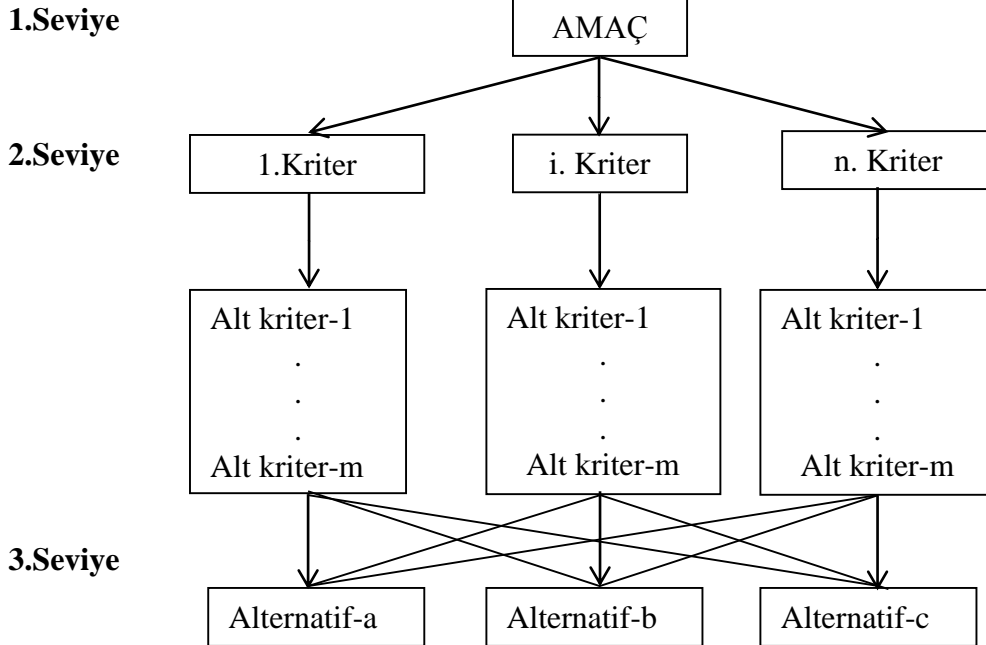 1.Seviye
AMAÇ
2.Seviye
1.Kriter
i. Kriter
n. Kriter
Alt kriter-1
.
.
.
Alt kriter-m
Alt kriter-1
.
.
.
Alt kriter-m
Alt kriter-1
.
.
.
Alt kriter-m
3.Seviye
Alternatif-a
Alternatif-b
Alternatif-c